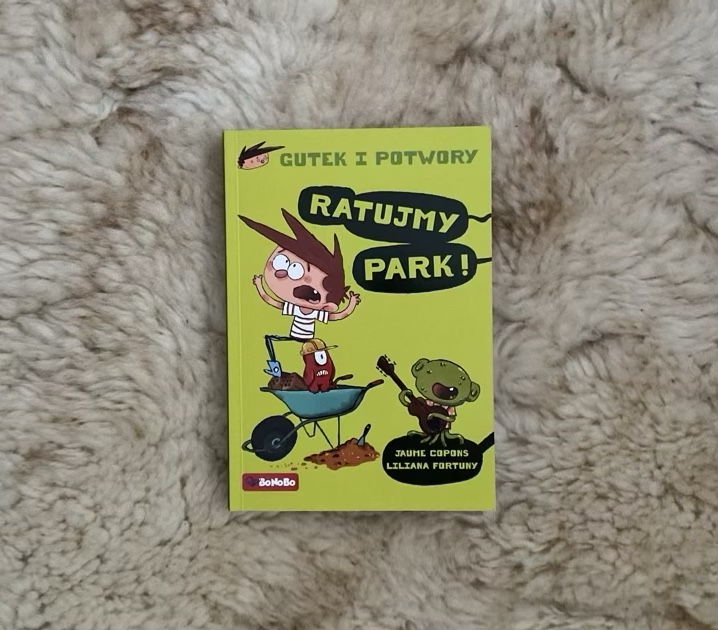 GUTEK I POTWORY
RATUJMY
PARK!
JAUME COPONS
LILIANA FORTUNY
BONOBO